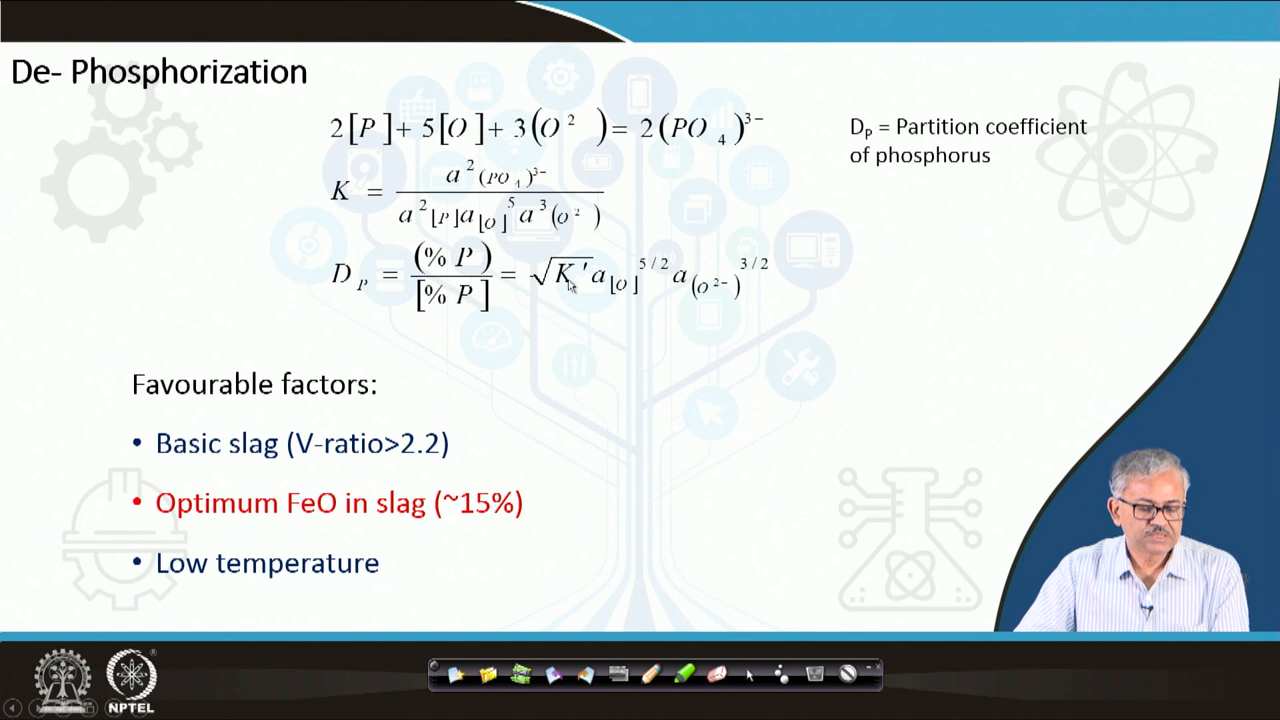 De- Phosphorization
2[P]+ 5[O]+ 3(O²  )= 2(PO₄)³⁻
D_P = Partition coefficient
of phosphorus
K = a²(PO₄)³⁻ / a²[P]a[O]⁵a³(O²  )
D_P = (% P) / [% P] = √K' a[O]^5/2 a(O²⁻)^3/2
Favourable factors:
• Basic slag (V-ratio>2.2)
• Optimum FeO in slag (~15%)
• Low temperature
NPTEL